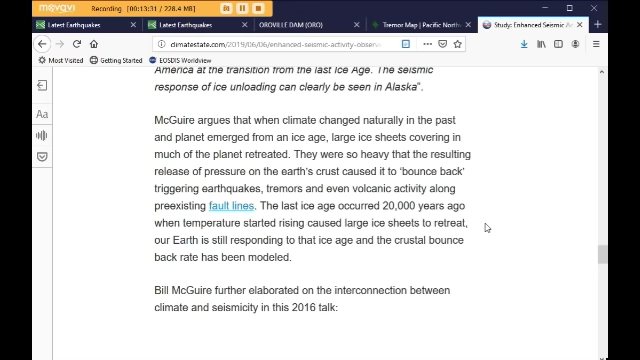 movavi Recording 00:13:31 / 228.4 MB
Latest Earthquakes
Latest Earthquakes
OROVILLE DAM (ORO)
Tremor Map | Pacific North
Study: Enhanced Seismic A
climatestate.com/2019/06/06/enhanced-seismic-activity-obser
Most Visited Getting Started EOSDIS Worldview
America at the transition from the last Ice Age. The seismic
response of ice unloading can clearly be seen in Alaska".
McGuire argues that when climate changed naturally in the past
and planet emerged from an ice age, large ice sheets covering in
much of the planet retreated. They were so heavy that the resulting
release of pressure on the earth's crust caused it to 'bounce back'
triggering earthquakes, tremors and even volcanic activity along
preexisting fault lines. The last ice age occurred 20,000 years ago
when temperature started rising caused large ice sheets to retreat,
our Earth is still responding to that ice age and the crustal bounce
back rate has been modeled.
Bill McGuire further elaborated on the interconnection between
climate and seismicity in this 2016 talk:
Aa